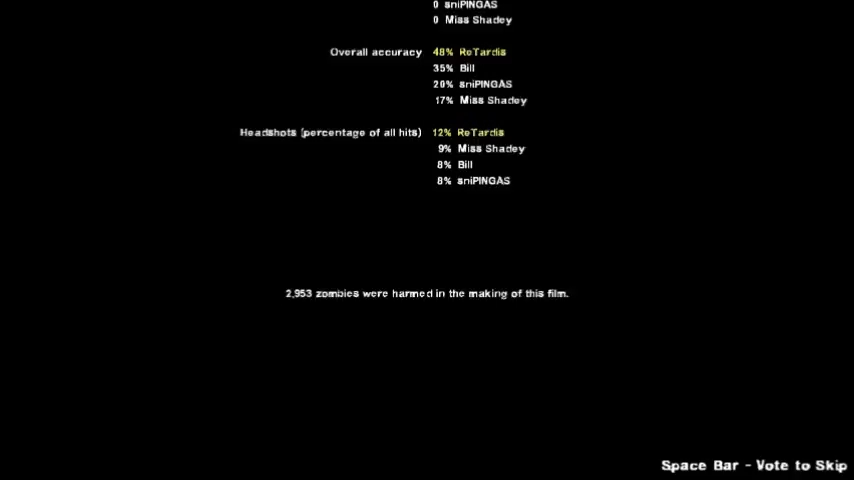 0 sniPINGAS
0 Miss Shadey
Overall accuracy 48% ReTardis
35% Bill
20% sniPINGAS
17% Miss Shadey
Headshots (percentage of all hits) 12% ReTardis
9% Miss Shadey
8% Bill
8% sniPINGAS
2,953 zombies were harmed in the making of this film.
Space Bar - Vote to Skip